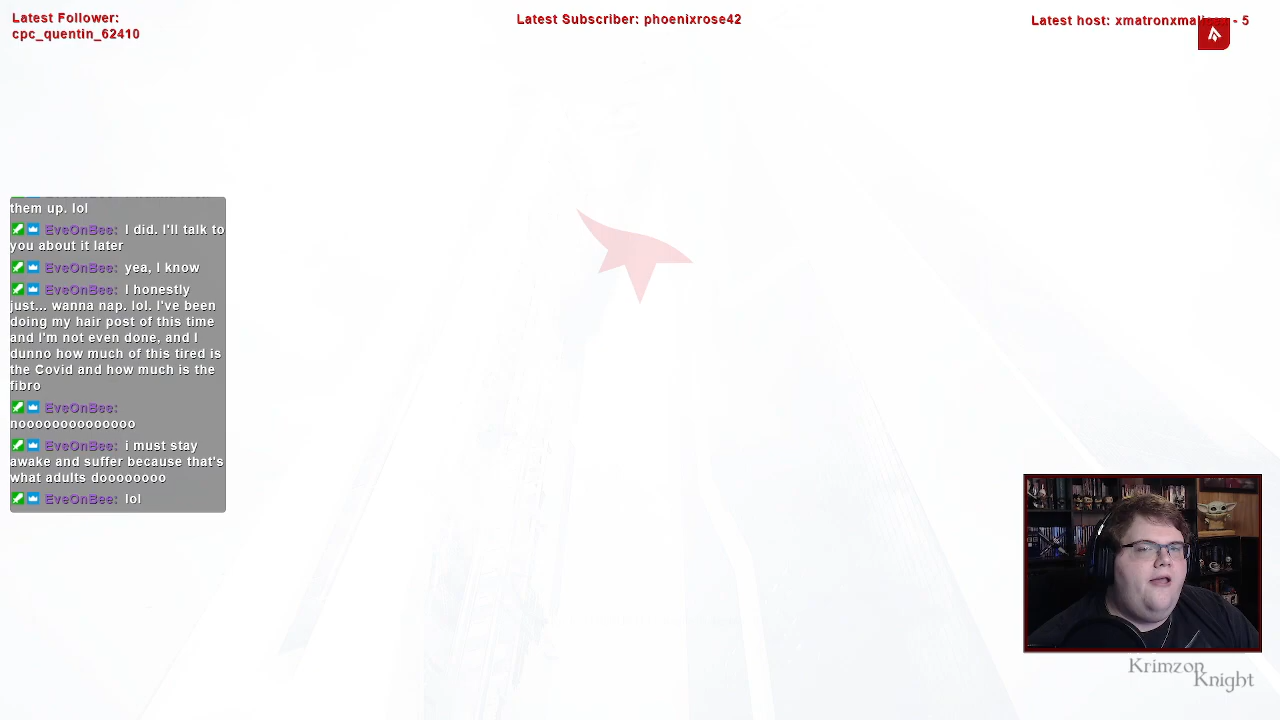 Latest Follower:
cpc_quentin_62410
Latest Subscriber: phoenixrose42
Latest host: - 5
them up. lol
EveOnBee: I did. I'll talk to
you about it later
EveOnBee: yea, I know
EveOnBee: I honestly
just... wanna nap. lol. I've been
doing my hair post of this time
and I'm not even done, and I
dunno how much of this tired is
the Covid and how much is the
fibro
EveOnBee:
noooooooooooooo
EveOnBee: i must stay
awake and suffer because that's
what adults doooooooo
EveOnBee: lol
Krimzon
Knight